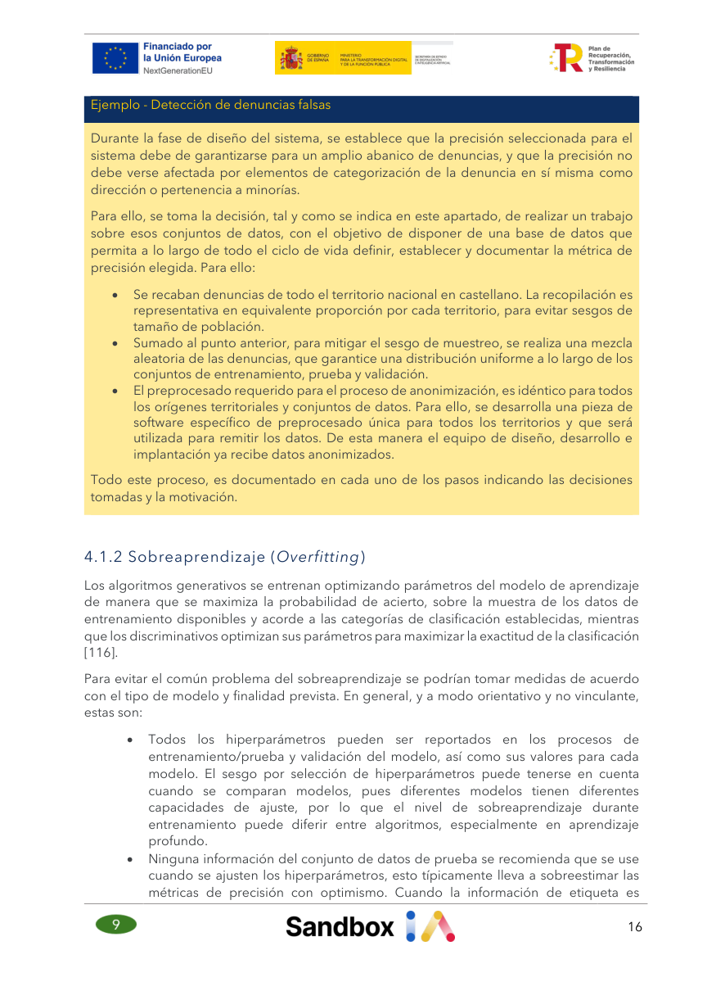 Financiado por
la Unión Europea
NextGenerationEU
GOBIERNO
DE ESPAÑA
MINISTERIO
PARA LA TRANSFORMACIÓN DIGITAL
Y DE LA FUNCIÓN PÚBLICA
SECRETARÍA DE ESTADO
DE DIGITALIZACIÓN
E INTELIGENCIA ARTIFICIAL
Plan de
Recuperación,
Transformación
y Resiliencia
Ejemplo - Detección de denuncias falsas
Durante la fase de diseño del sistema, se establece que la precisión seleccionada para el
sistema debe de garantizarse para un amplio abanico de denuncias, y que la precisión no
debe verse afectada por elementos de categorización de la denuncia en sí misma como
dirección o pertenencia a minorías.
Para ello, se toma la decisión, tal y como se indica en este apartado, de realizar un trabajo
sobre esos conjuntos de datos, con el objetivo de disponer de una base de datos que
permita a lo largo de todo el ciclo de vida definir, establecer y documentar la métrica de
precisión elegida. Para ello:
• Se recaban denuncias de todo el territorio nacional en castellano. La recopilación es
representativa en equivalente proporción por cada territorio, para evitar sesgos de
tamaño de población.
• Sumado al punto anterior, para mitigar el sesgo de muestreo, se realiza una mezcla
aleatoria de las denuncias, que garantice una distribución uniforme a lo largo de los
conjuntos de entrenamiento, prueba y validación.
• El preprocesado requerido para el proceso de anonimización, es idéntico para todos
los orígenes territoriales y conjuntos de datos. Para ello, se desarrolla una pieza de
software específico de preprocesado única para todos los territorios y que será
utilizada para remitir los datos. De esta manera el equipo de diseño, desarrollo e
implantación ya recibe datos anonimizados.
Todo este proceso, es documentado en cada uno de los pasos indicando las decisiones
tomadas y la motivación.
4.1.2 Sobreaprendizaje (Overfitting)
Los algoritmos generativos se entrenan optimizando parámetros del modelo de aprendizaje
de manera que se maximiza la probabilidad de acierto, sobre la muestra de los datos de
entrenamiento disponibles y acorde a las categorías de clasificación establecidas, mientras
que los discriminativos optimizan sus parámetros para maximizar la exactitud de la clasificación
[116].
Para evitar el común problema del sobreaprendizaje se podrían tomar medidas de acuerdo
con el tipo de modelo y finalidad prevista. En general, y a modo orientativo y no vinculante,
estas son:
• Todos los hiperparámetros pueden ser reportados en los procesos de
entrenamiento/prueba y validación del modelo, así como sus valores para cada
modelo. El sesgo por selección de hiperparámetros puede tenerse en cuenta
cuando se comparan modelos, pues diferentes modelos tienen diferentes
capacidades de ajuste, por lo que el nivel de sobreaprendizaje durante
entrenamiento puede diferir entre algoritmos, especialmente en aprendizaje
profundo.
• Ninguna información del conjunto de datos de prueba se recomienda que se use
cuando se ajusten los hiperparámetros, esto típicamente lleva a sobreestimar las
métricas de precisión con optimismo. Cuando la información de etiqueta es
9
Sandbox IA
16